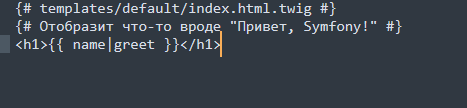 {# templates/default/index.html.twig #}
{# Отобразит что-то вроде "Привет, Symfony!" #}
<h1>{{ name|greet }}</h1>